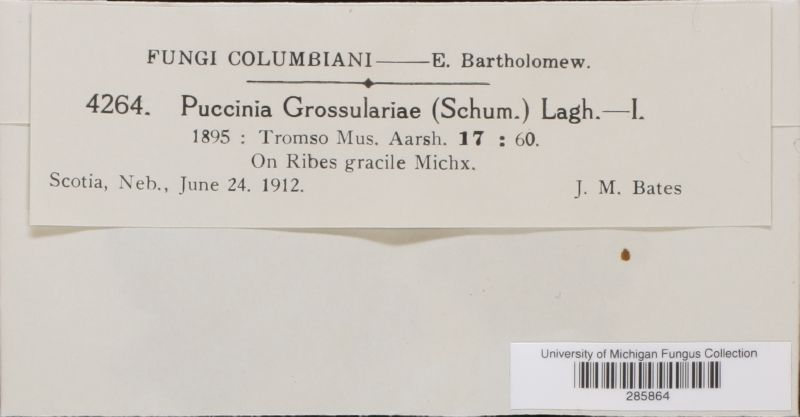 FUNGI COLUMBIANI——E. Bartholomew.
4264. Puccinia Grossulariae (Schum.) Lagh.—I.
1895 : Tromso Mus. Aarsh. 17 : 60.
On Ribes gracile Michx.
Scotia, Neb., June 24. 1912. J. M. Bates
University of Michigan Fungus Collection
285864